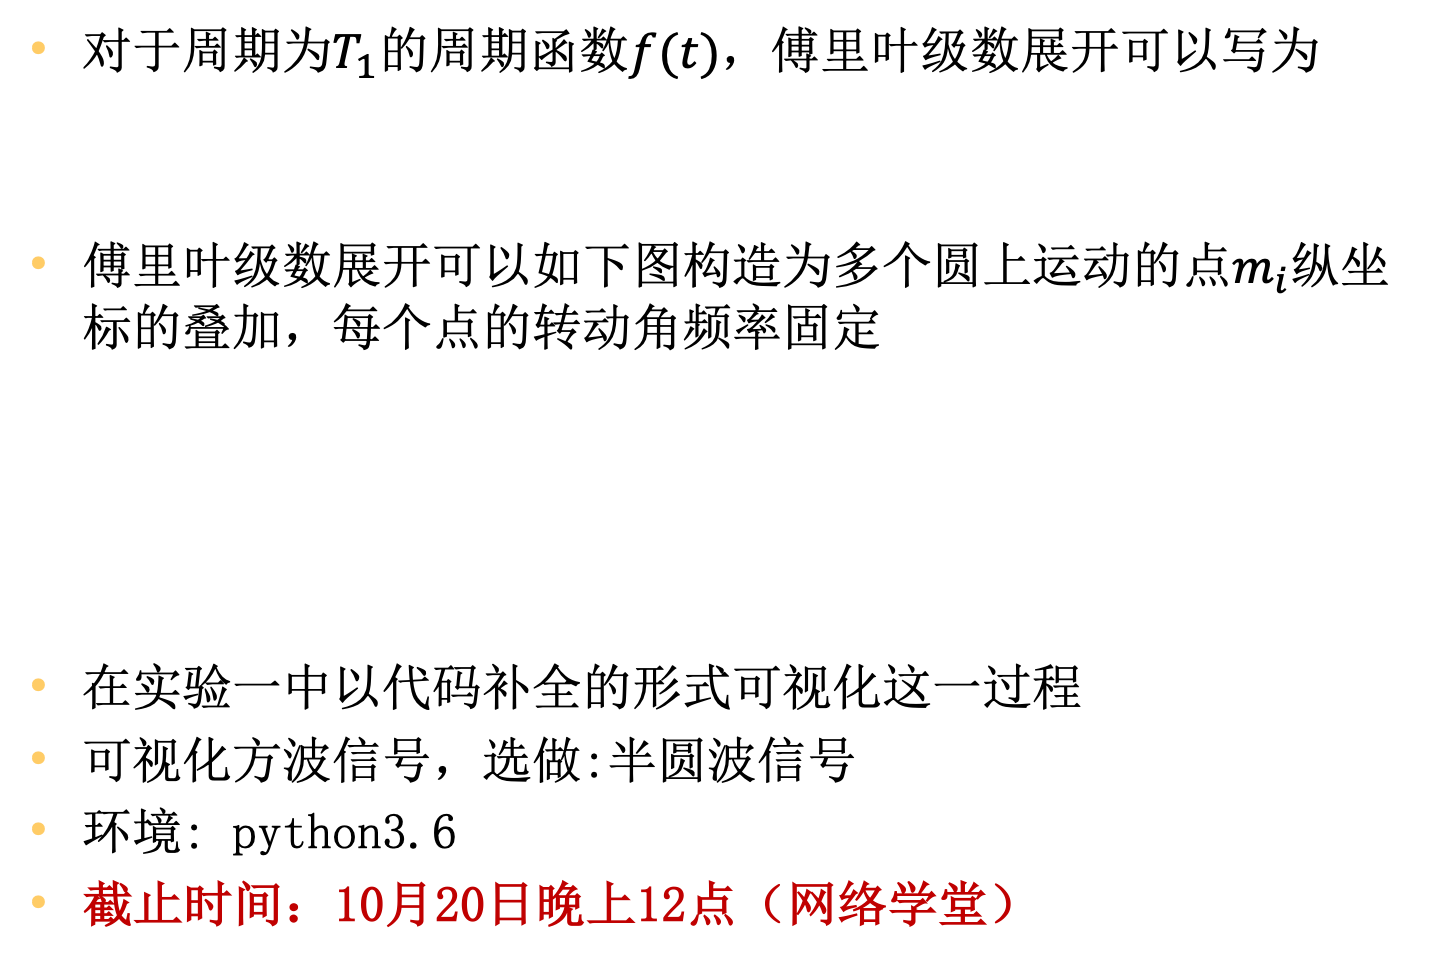 • 对于周期为T₁的周期函数f(t)，傅里叶级数展开可以写为
• 傅里叶级数展开可以如下图构造为多个圆上运动的点mᵢ纵坐
标的叠加，每个点的转动角频率固定
• 在实验一中以代码补全的形式可视化这一过程
• 可视化方波信号，选做:半圆波信号
• 环境: python3.6
• 截止时间：10月20日晚上12点（网络学堂）